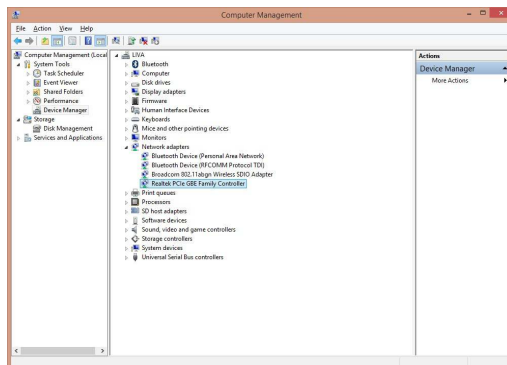 Computer Management
File Action View Help
Computer Management (Local
System Tools
Task Scheduler
Event Viewer
Shared Folders
Performance
Device Manager
Storage
Disk Management
Services and Applications
LIVA
Bluetooth
Computer
Disk drives
Display adapters
Firmware
Human Interface Devices
Keyboards
Mice and other pointing devices
Monitors
Network adapters
Bluetooth Device (Personal Area Network)
Bluetooth Device (RFCOMM Protocol TDI)
Broadcom 802.11abgn Wireless SDIO Adapter
Realtek PCIe GBE Family Controller
Print queues
Processors
SD host adapters
Software devices
Sound, video and game controllers
Storage controllers
System devices
Universal Serial Bus controllers
Actions
Device Manager
More Actions